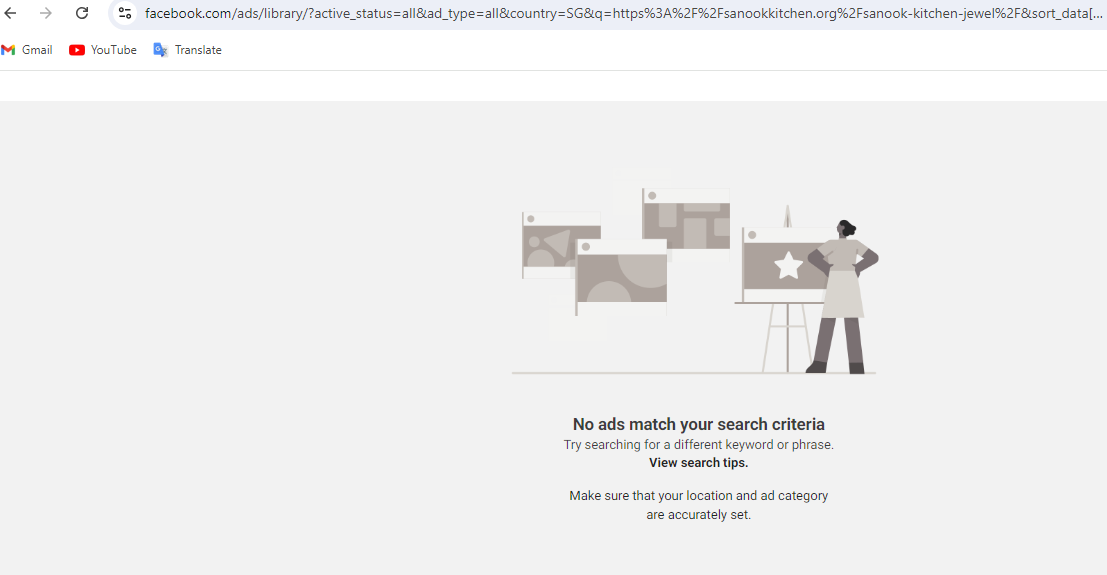 facebook.com/ads/library/?active_status=all&ad_type=all&country=SG&q=https%3A%2F%2Fsanookkitchen.org%2Fsanook-kitchen-jewel%2F&sort_data[...
Gmail YouTube Translate
No ads match your search criteria
Try searching for a different keyword or phrase.
View search tips.
Make sure that your location and ad category
are accurately set.